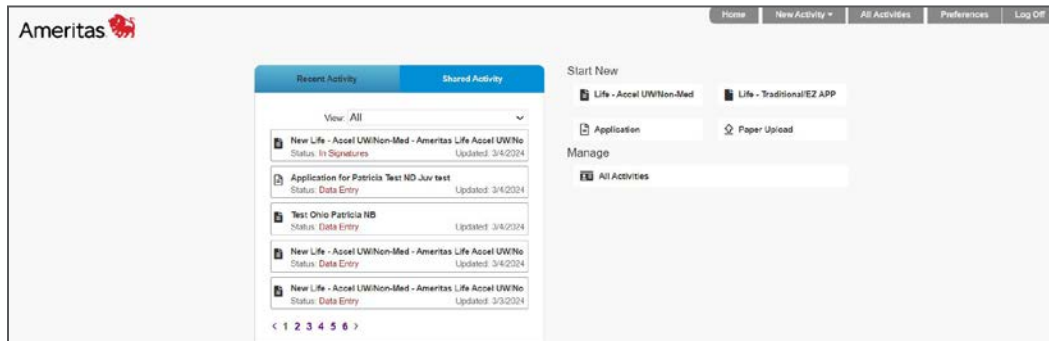 Ameritas
Home New Activity All Activities Preferences Log Off
Recent Activity Shared Activity
View: All
New Life - Accel UW/Non-Med - Ameritas Life Accel UW/No
Status: In Signatures Updated: 3/4/2024
Application for Patricia Test ND Juv test
Status: Data Entry Updated: 3/4/2024
Test Ohio Patricia NB
Status: Data Entry Updated: 3/4/2024
New Life - Accel UW/Non-Med - Ameritas Life Accel UW/No
Status: Data Entry Updated: 3/4/2024
New Life - Accel UW/Non-Med - Ameritas Life Accel UW/No
Status: Data Entry Updated: 3/3/2024
< 1 2 3 4 5 6 >
Start New
Life - Accel UW/Non-Med Life - Traditional/EZ APP
Application Paper Upload
Manage
All Activities